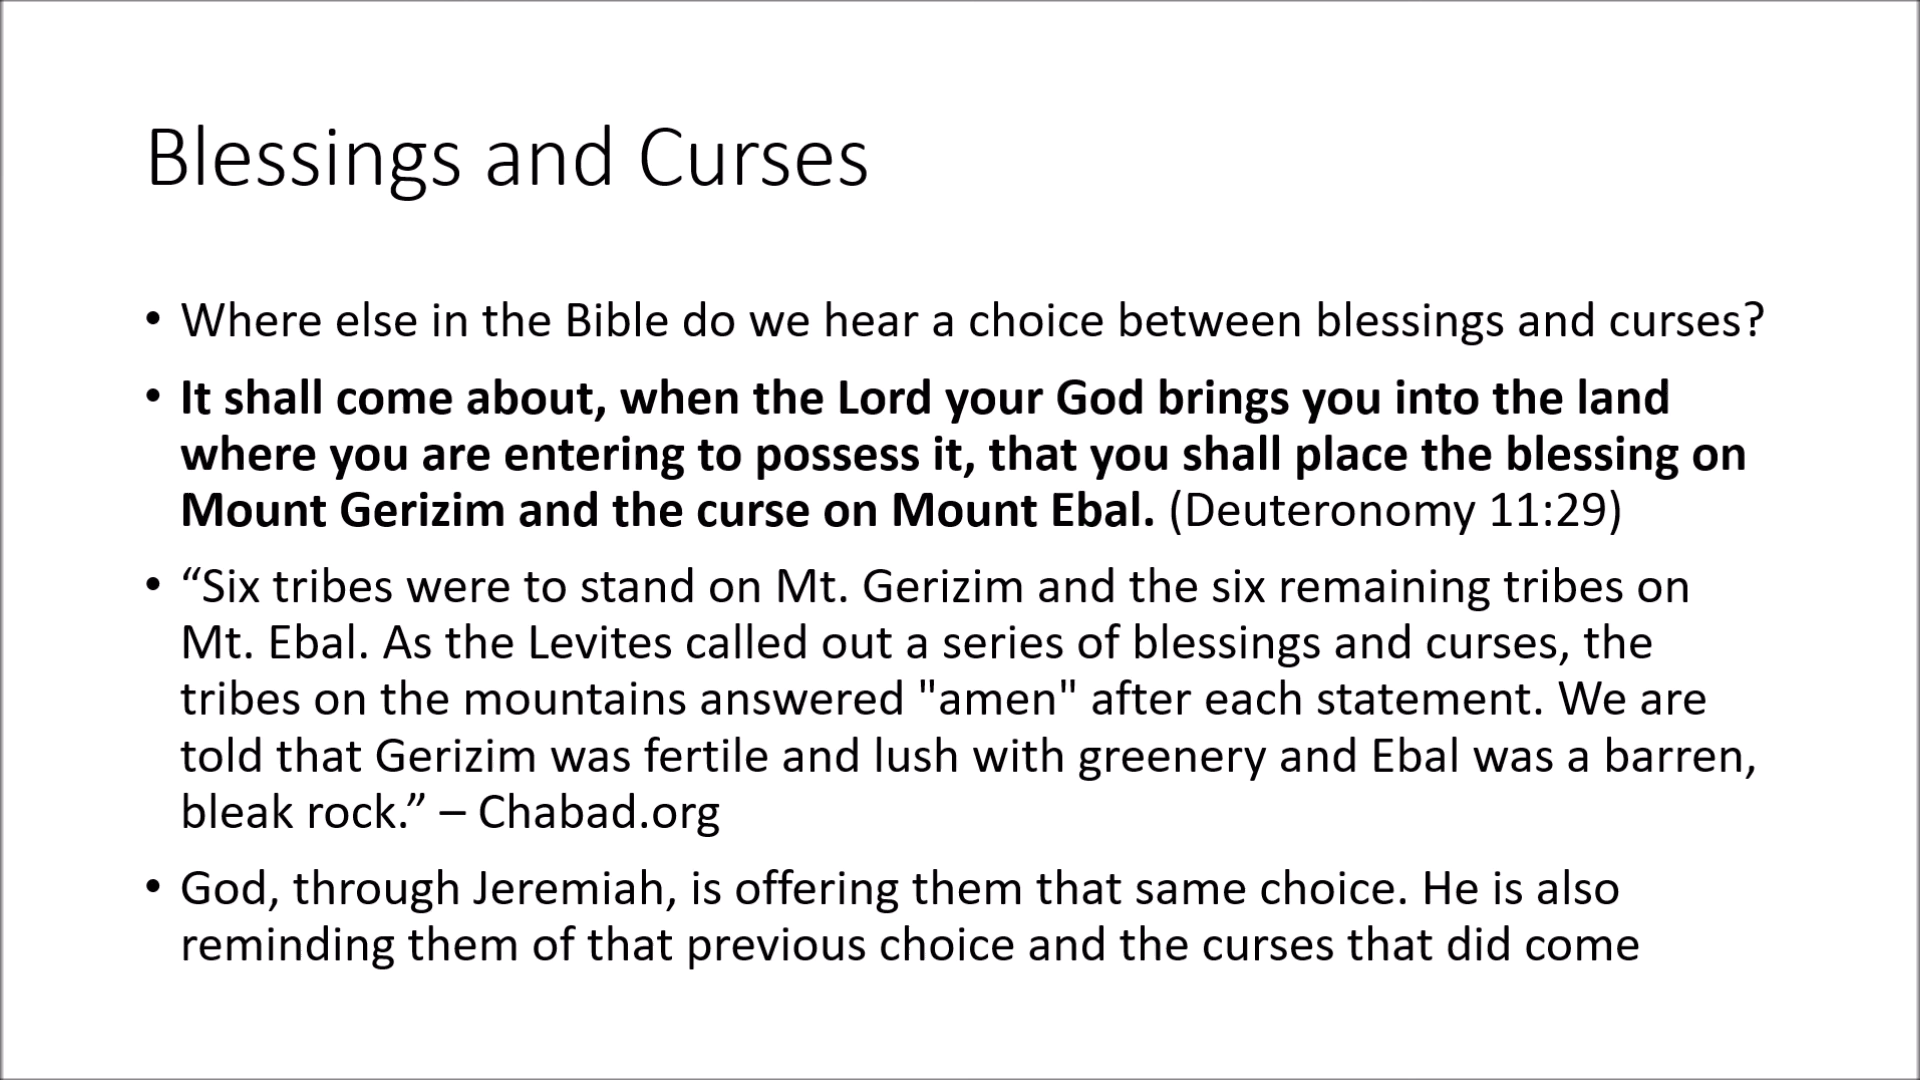 Blessings and Curses
• Where else in the Bible do we hear a choice between blessings and curses?
• It shall come about, when the Lord your God brings you into the land
where you are entering to possess it, that you shall place the blessing on
Mount Gerizim and the curse on Mount Ebal. (Deuteronomy 11:29)
• “Six tribes were to stand on Mt. Gerizim and the six remaining tribes on
Mt. Ebal. As the Levites called out a series of blessings and curses, the
tribes on the mountains answered "amen" after each statement. We are
told that Gerizim was fertile and lush with greenery and Ebal was a barren,
bleak rock.” – Chabad.org
• God, through Jeremiah, is offering them that same choice. He is also
reminding them of that previous choice and the curses that did come